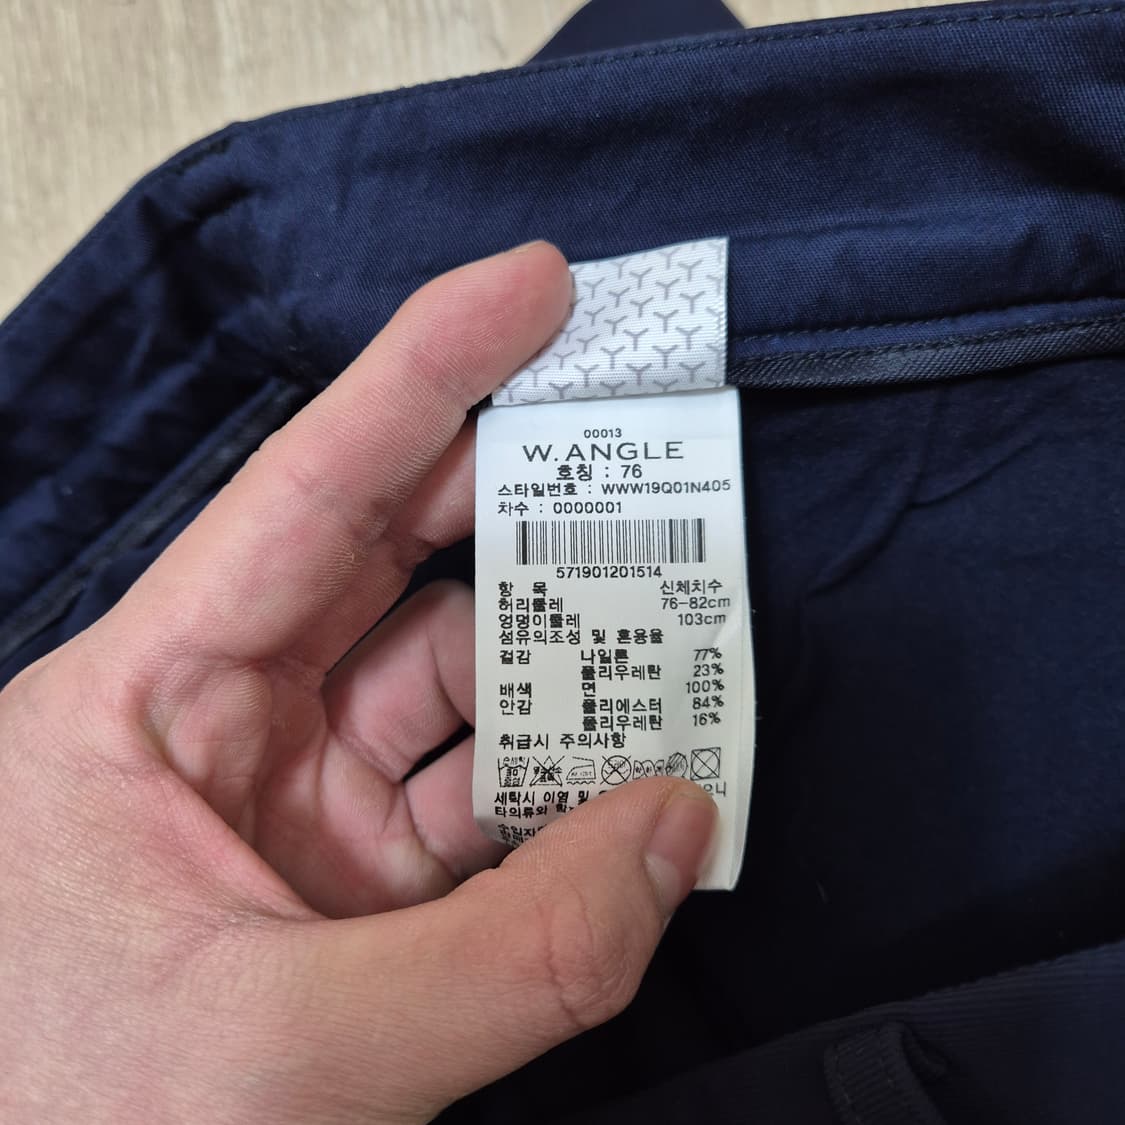 00013
W.ANGLE
호칭 : 76
스타일번호 : WWW19Q01N405
차수 : 0000001
571901201514
항 목 신체치수
허리둘레 76-82cm
엉덩이둘레 103cm
섬유의조성 및 혼용율
겉감 나일론 77%
폴리우레탄 23%
배색 면 100%
안감 폴리에스터 84%
폴리우레탄 16%
취급시 주의사항
세탁시 이염 및
타의류와